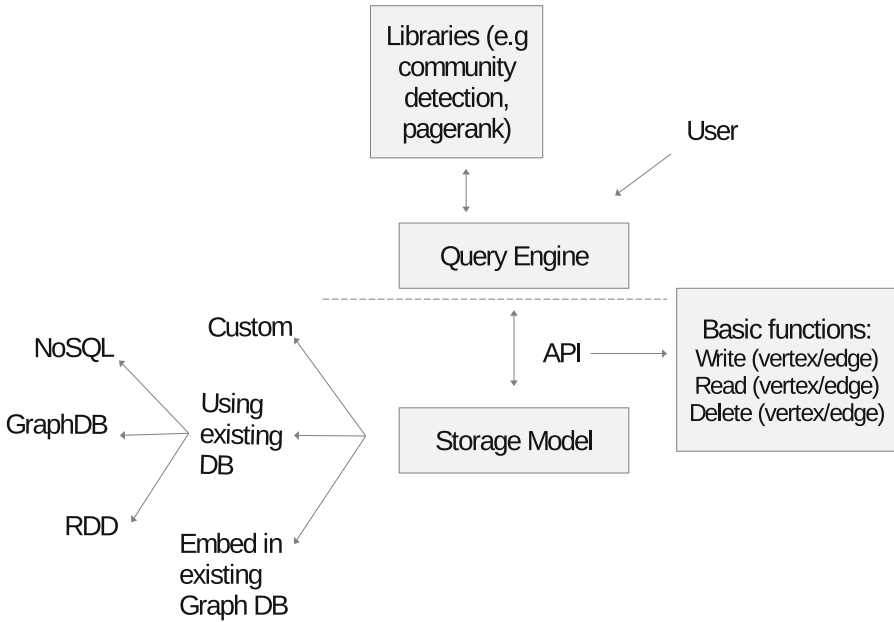 Libraries (e.g
community
detection,
pagerank)
User
Query Engine
Custom
NoSQL
API
Basic functions:
Write (vertex/edge)
Read (vertex/edge)
Delete (vertex/edge)
GraphDB
Using
existing
DB
Storage Model
RDD
Embed in
existing
Graph DB